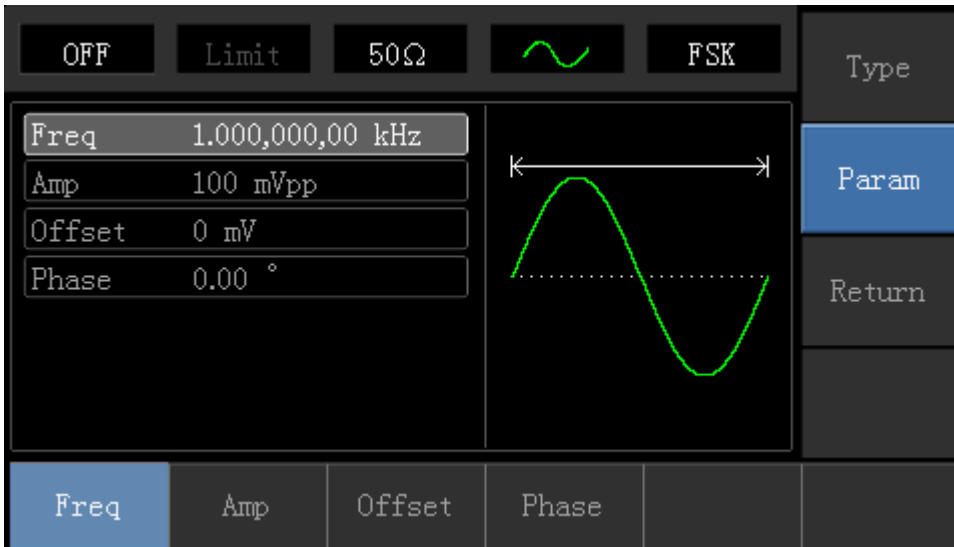 OFF Limit 50Ω FSK
Type
Freq 1.000,000,00 kHz
Amp 100 mVpp
Param
Offset 0 mV
Phase 0.00 °
Return
Freq Amp Offset Phase